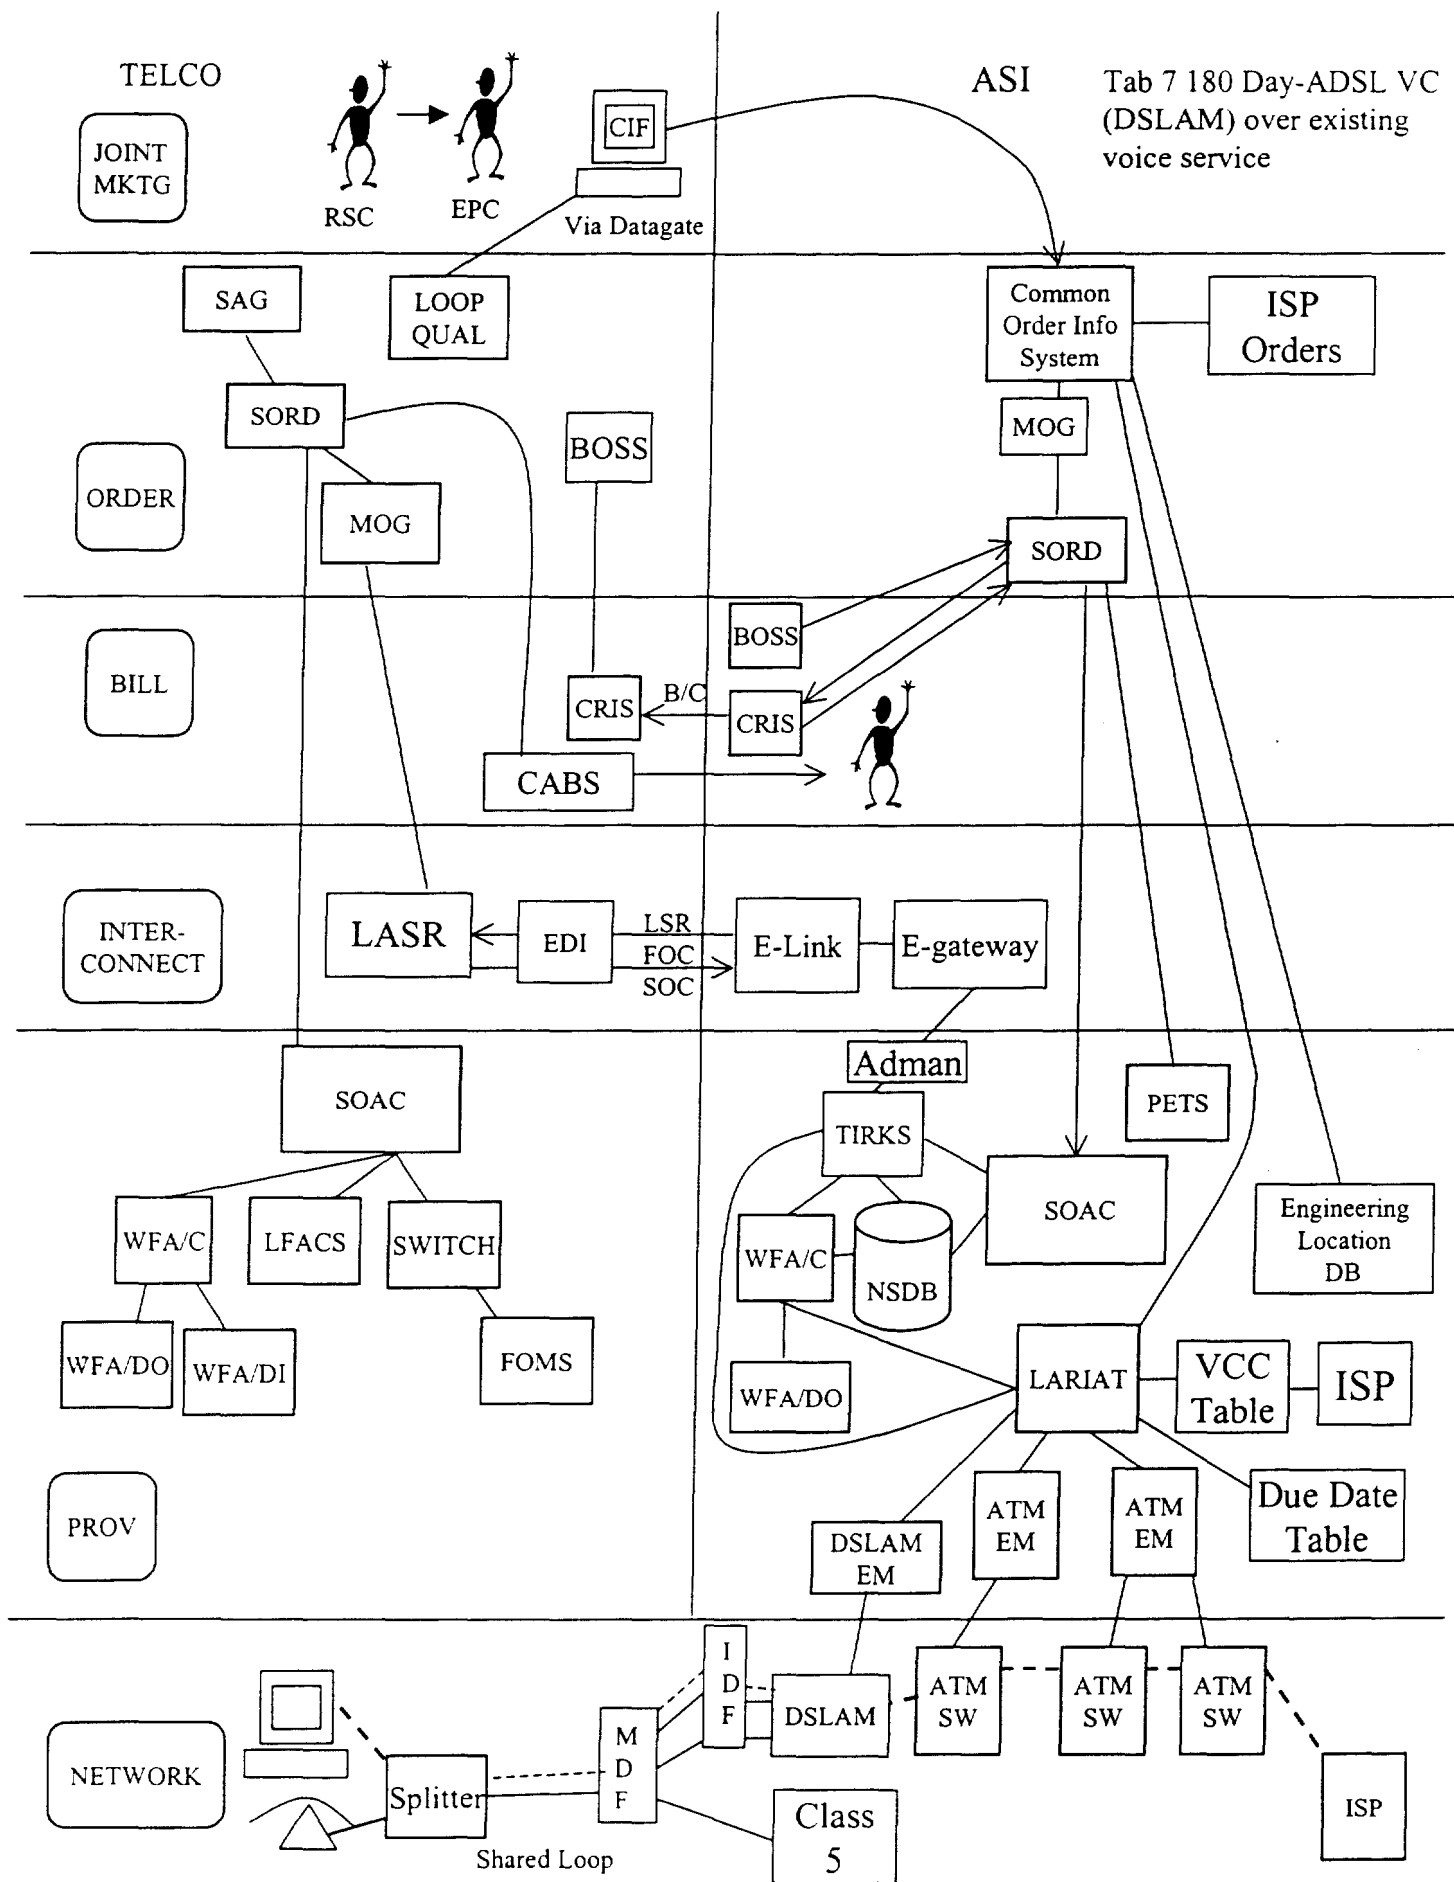 TELCO
ASI
Tab 7 180 Day-ADSL VC
(DSLAM) over existing
voice service
JOINT
MKTG
RSC
EPC
CIF
Via Datagate
SAG
LOOP
QUAL
Common
Order Info
System
ISP
Orders
SORD
BOSS
MOG
ORDER
MOG
SORD
BILL
BOSS
CRIS
B/C
CRIS
CABS
INTER-
CONNECT
LASR
EDI
LSR
FOC
SOC
E-Link
E-gateway
SOAC
Adman
TIRKS
PETS
WFA/C
LFACS
SWITCH
WFA/C
NSDB
SOAC
Engineering
Location
DB
WFA/DO
WFA/DI
FOMS
WFA/DO
LARIAT
VCC
Table
ISP
PROV
DSLAM
EM
ATM
EM
ATM
EM
Due Date
Table
NETWORK
Splitter
Shared Loop
M
D
F
I
D
F
DSLAM
ATM
SW
ATM
SW
ATM
SW
Class
5
ISP